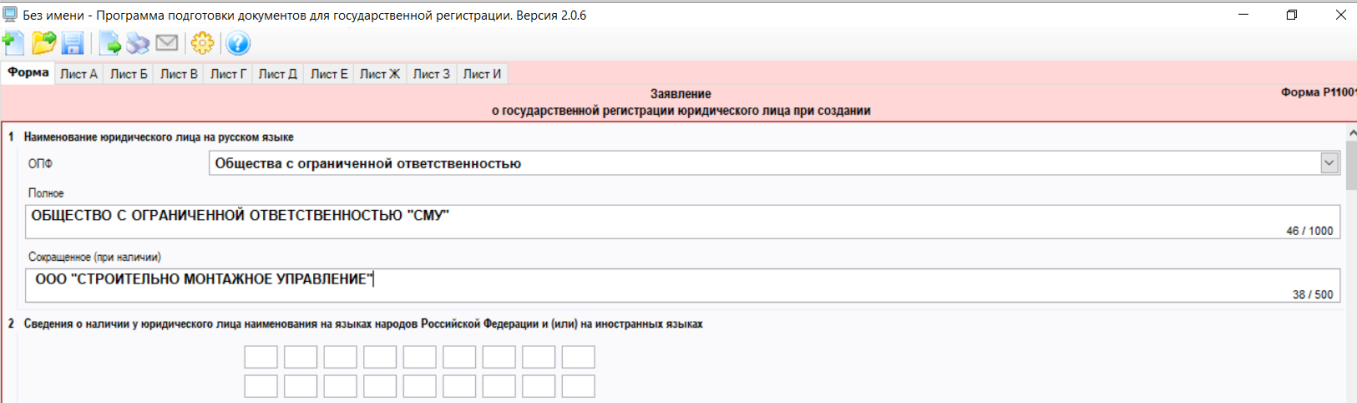 Без имени - Программа подготовки документов для государственной регистрации. Версия 2.0.6
Форма Лист А Лист Б Лист В Лист Г Лист Д Лист Е Лист Ж Лист З Лист И
Заявление
Форма Р11001
о государственной регистрации юридического лица при создании
1 Наименование юридического лица на русском языке
ОПФ Общества с ограниченной ответственностью
Полное
ОБЩЕСТВО С ОГРАНИЧЕННОЙ ОТВЕТСТВЕННОСТЬЮ "СМУ"
46 / 1000
Сокращенное (при наличии)
ООО "СТРОИТЕЛЬНО МОНТАЖНОЕ УПРАВЛЕНИЕ"
38 / 500
2 Сведения о наличии у юридического лица наименования на языках народов Российской Федерации и (или) на иностранных языках